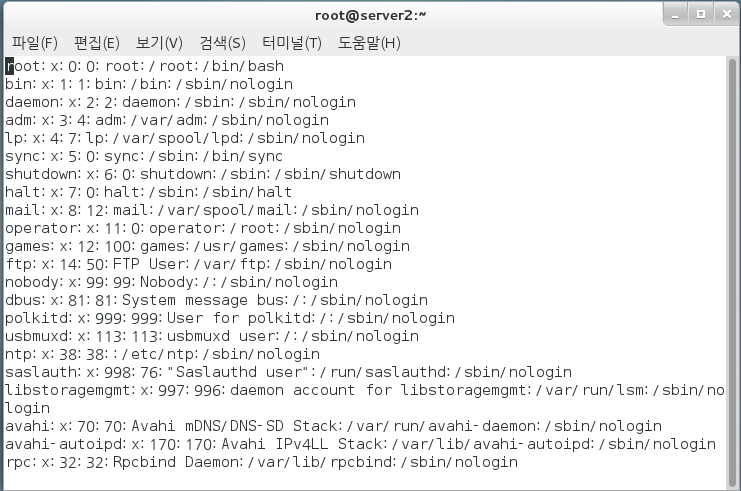 root@server2:~
파일(F) 편집(E) 보기(V) 검색(S) 터미널(T) 도움말(H)
root:x:0:0:root:/root:/bin/bash
bin:x:1:1:bin:/bin:/sbin/nologin
daemon:x:2:2:daemon:/sbin:/sbin/nologin
adm:x:3:4:adm:/var/adm:/sbin/nologin
lp:x:4:7:lp:/var/spool/lpd:/sbin/nologin
sync:x:5:0:sync:/sbin:/bin/sync
shutdown:x:6:0:shutdown:/sbin:/sbin/shutdown
halt:x:7:0:halt:/sbin:/sbin/halt
mail:x:8:12:mail:/var/spool/mail:/sbin/nologin
operator:x:11:0:operator:/root:/sbin/nologin
games:x:12:100:games:/usr/games:/sbin/nologin
ftp:x:14:50:FTP User:/var/ftp:/sbin/nologin
nobody:x:99:99:Nobody:/:/sbin/nologin
dbus:x:81:81:System message bus:/:/sbin/nologin
polkitd:x:999:999:User for polkitd:/:/sbin/nologin
usbmuxd:x:113:113:usbmuxd user:/:/sbin/nologin
ntp:x:38:38::/etc/ntp:/sbin/nologin
saslauth:x:998:76:"Saslauthd user":/run/saslauthd:/sbin/nologin
libstoragemgmt:x:997:996:daemon account for libstoragemgmt:/var/run/lsm:/sbin/no
login
avahi:x:70:70:Avahi mDNS/DNS-SD Stack:/var/run/avahi-daemon:/sbin/nologin
avahi-autoipd:x:170:170:Avahi IPv4LL Stack:/var/lib/avahi-autoipd:/sbin/nologin
rpc:x:32:32:Rpcbind Daemon:/var/lib/rpcbind:/sbin/nologin